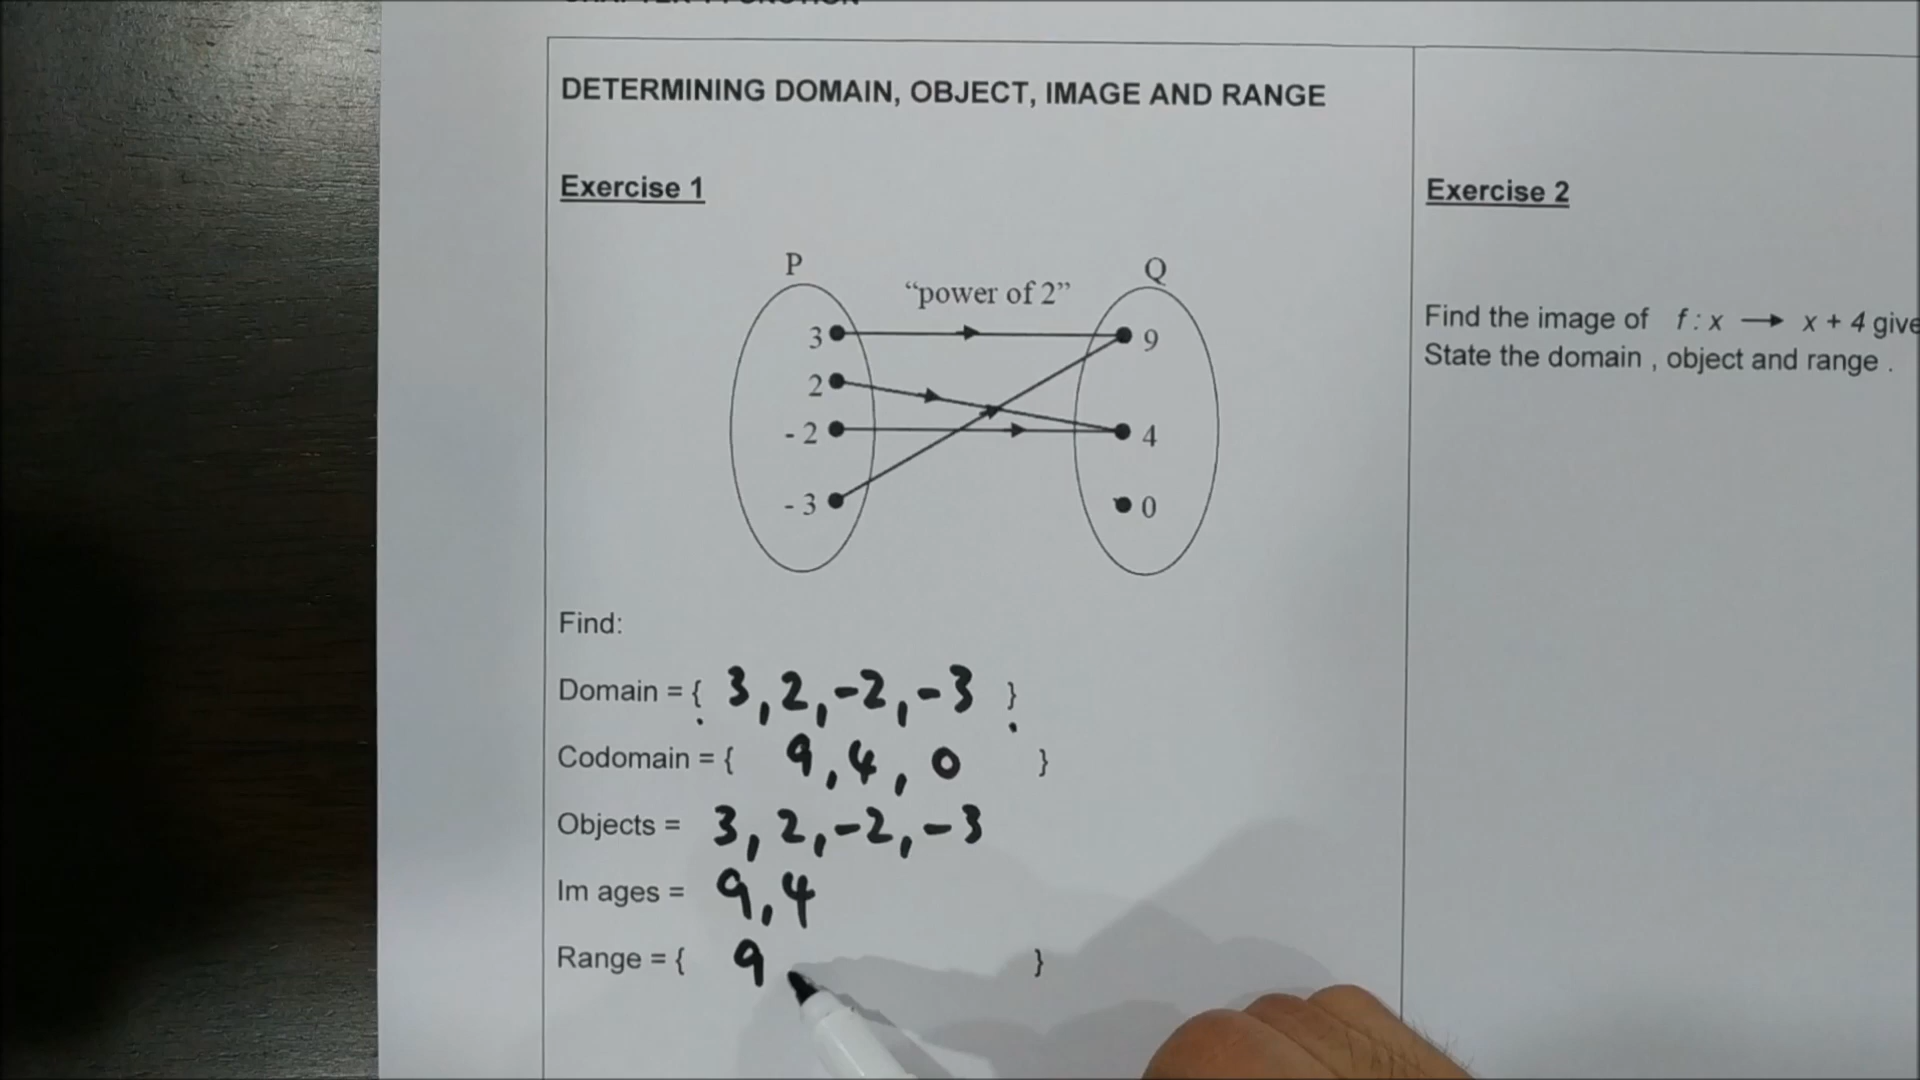 DETERMINING DOMAIN, OBJECT, IMAGE AND RANGE
Exercise 1
P
Q
“power of 2”
3
2
- 2
- 3
9
4
0
Find:
Domain = { 3, 2, -2, -3 }
Codomain = { 9, 4, 0 }
Objects = 3, 2, -2, -3
Im ages = 9, 4
Range = { 9 }
Exercise 2
Find the image of f : x → x + 4 give
State the domain , object and range .